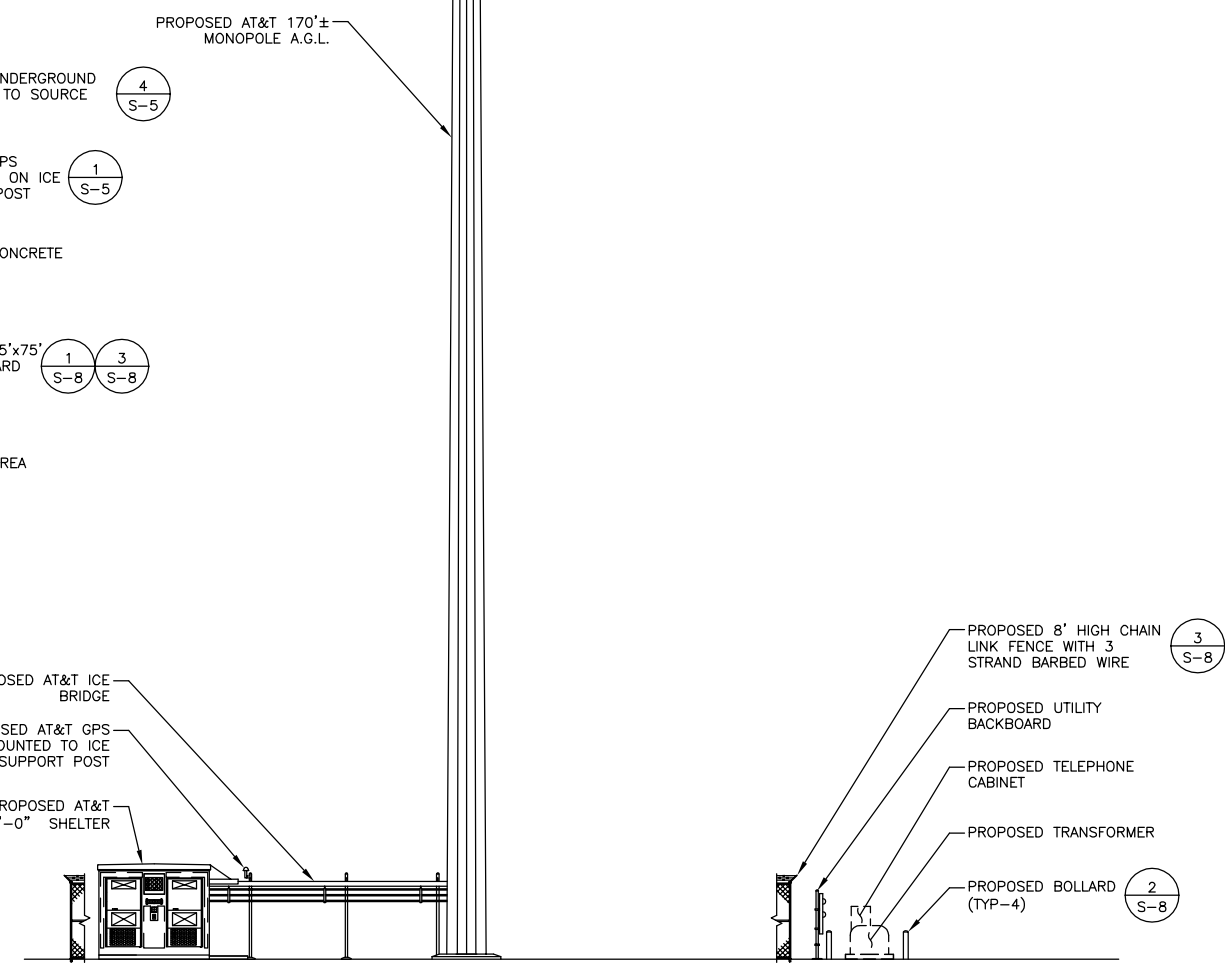 PROPOSED AT&T 170'±
MONOPOLE A.G.L.
NDERGROUND
TO SOURCE
4
S-5
PS
ON ICE
POST
1
S-5
ONCRETE
5'x75'
ARD
1
S-8
3
S-8
REA
OSED AT&T ICE
BRIDGE
SED AT&T GPS
OUNTED TO ICE
SUPPORT POST
ROPOSED AT&T
'-0" SHELTER
PROPOSED 8' HIGH CHAIN
LINK FENCE WITH 3
STRAND BARBED WIRE
3
S-8
PROPOSED UTILITY
BACKBOARD
PROPOSED TELEPHONE
CABINET
PROPOSED TRANSFORMER
PROPOSED BOLLARD
(TYP-4)
2
S-8